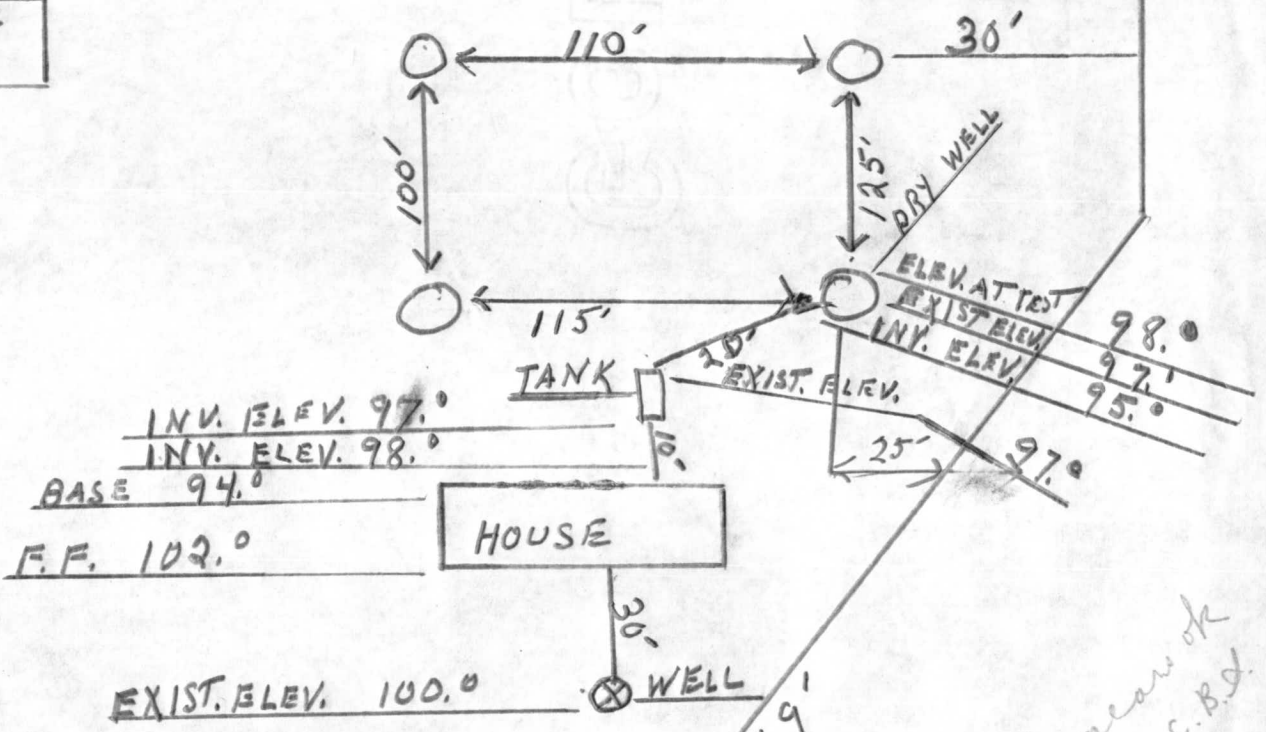 110´
30´
100´
125´
DRY WELL
115´
ELEV. AT TEST
98.⁰
EXIST ELEV.
97.¹
INV. ELEV.
95.⁰
20'
TANK
EXIST. ELEV.
97.⁰
INV. ELEV. 97.⁰
INV. ELEV. 98.⁰
10'
25´
BASE 94.⁰
HOUSE
F.F. 102.⁰
30'
EXIST. ELEV. 100.⁰
WELL
ok